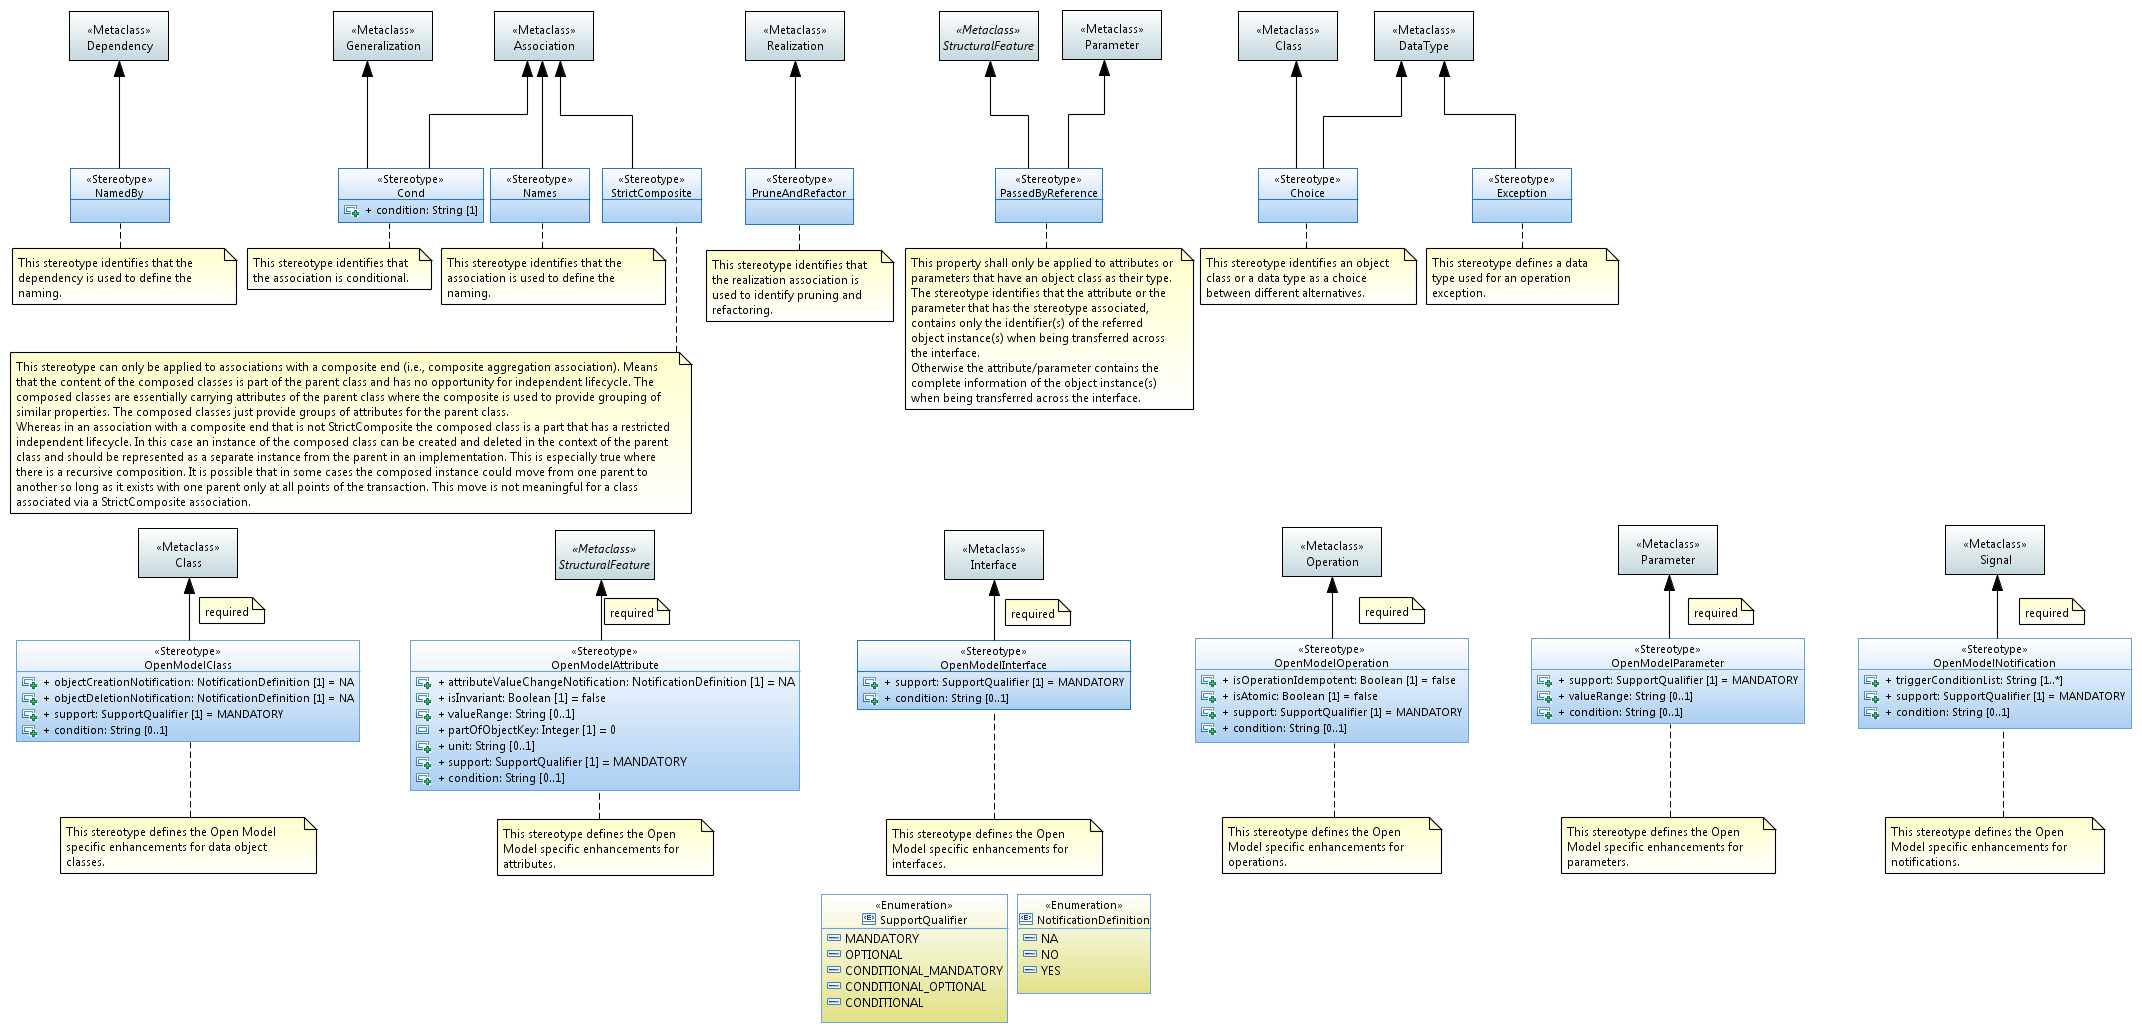 «Metaclass»
Dependency
«Metaclass»
Generalization
«Metaclass»
Association
«Metaclass»
Realization
«Metaclass»
StructuralFeature
«Metaclass»
Parameter
«Metaclass»
Class
«Metaclass»
DataType
«Stereotype»
NamedBy
«Stereotype»
Cond
+ condition: String [1]
«Stereotype»
Names
«Stereotype»
StrictComposite
«Stereotype»
PruneAndRefactor
«Stereotype»
PassedByReference
«Stereotype»
Choice
«Stereotype»
Exception
This stereotype identifies that the
dependency is used to define the
naming.
This stereotype identifies that
the association is conditional.
This stereotype identifies that the
association is used to define the
naming.
This stereotype identifies that
the realization association is
used to identify pruning and
refactoring.
This property shall only be applied to attributes or
parameters that have an object class as their type.
The stereotype identifies that the attribute or the
parameter that has the stereotype associated,
contains only the identifier(s) of the referred
object instance(s) when being transferred across
the interface.
Otherwise the attribute/parameter contains the
complete information of the object instance(s)
when being transferred across the interface.
This stereotype identifies an object
class or a data type as a choice
between different alternatives.
This stereotype defines a data
type used for an operation
exception.
This stereotype can only be applied to associations with a composite end (i.e., composite aggregation association). Means
that the content of the composed classes is part of the parent class and has no opportunity for independent lifecycle. The
composed classes are essentially carrying attributes of the parent class where the composite is used to provide grouping of
similar properties. The composed classes just provide groups of attributes for the parent class.
Whereas in an association with a composite end that is not StrictComposite the composed class is a part that has a restricted
independent lifecycle. In this case an instance of the composed class can be created and deleted in the context of the parent
class and should be represented as a separate instance from the parent in an implementation. This is especially true where
there is a recursive composition. It is possible that in some cases the composed instance could move from one parent to
another so long as it exists with one parent only at all points of the transaction. This move is not meaningful for a class
associated via a StrictComposite association.
«Metaclass»
Class
required
«Stereotype»
OpenModelClass
+ objectCreationNotification: NotificationDefinition [1] = NA
+ objectDeletionNotification: NotificationDefinition [1] = NA
+ support: SupportQualifier [1] = MANDATORY
+ condition: String [0..1]
This stereotype defines the Open Model
specific enhancements for data object
classes.
«Metaclass»
StructuralFeature
required
«Stereotype»
OpenModelAttribute
+ attributeValueChangeNotification: NotificationDefinition [1] = NA
+ isInvariant: Boolean [1] = false
+ valueRange: String [0..1]
+ partOfObjectKey: Integer [1] = 0
+ unit: String [0..1]
+ support: SupportQualifier [1] = MANDATORY
+ condition: String [0..1]
This stereotype defines the Open
Model specific enhancements for
attributes.
«Metaclass»
Interface
required
«Stereotype»
OpenModelInterface
+ support: SupportQualifier [1] = MANDATORY
+ condition: String [0..1]
This stereotype defines the Open
Model specific enhancements for
interfaces.
«Metaclass»
Operation
required
«Stereotype»
OpenModelOperation
+ isOperationIdempotent: Boolean [1] = false
+ isAtomic: Boolean [1] = false
+ support: SupportQualifier [1] = MANDATORY
+ condition: String [0..1]
This stereotype defines the Open
Model specific enhancements for
operations.
«Metaclass»
Parameter
required
«Stereotype»
OpenModelParameter
+ support: SupportQualifier [1] = MANDATORY
+ valueRange: String [0..1]
+ condition: String [0..1]
This stereotype defines the Open
Model specific enhancements for
parameters.
«Metaclass»
Signal
required
«Stereotype»
OpenModelNotification
+ triggerConditionList: String [1..*]
+ support: SupportQualifier [1] = MANDATORY
+ condition: String [0..1]
This stereotype defines the Open
Model specific enhancements for
notifications.
«Enumeration»
SupportQualifier
MANDATORY
OPTIONAL
CONDITIONAL_MANDATORY
CONDITIONAL_OPTIONAL
CONDITIONAL
«Enumeration»
NotificationDefinition
NA
NO
YES